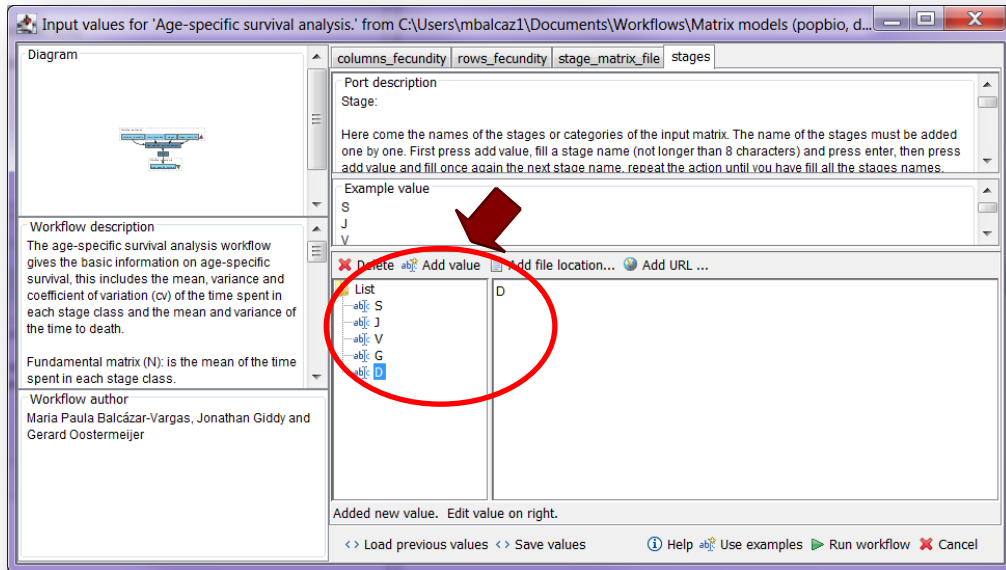 Input values for 'Age-specific survival analysis.' from C:\Users\mbalcaz1\Documents\Workflows\Matrix models (popbio, d...
Diagram
Workflow description
The age-specific survival analysis workflow
gives the basic information on age-specific
survival, this includes the mean, variance and
coefficient of variation (cv) of the time spent in
each stage class and the mean and variance of
the time to death.
Fundamental matrix (N): is the mean of the time
spent in each stage class.
Workflow author
Maria Paula Balcázar-Vargas, Jonathan Giddy and
Gerard Oostermeijer
columns_fecundity rows_fecundity stage_matrix_file stages
Port description
Stage:
Here come the names of the stages or categories of the input matrix. The name of the stages must be added
one by one. First press add value, fill a stage name (not longer than 8 characters) and press enter, then press
add value and fill once again the next stage name, repeat the action until you have fill all the stages names.
Example value
S
J
V
Delete Add value Add file location... Add URL ...
List
S
J
V
G
D
D
Added new value. Edit value on right.
Load previous values Save values Help Use examples Run workflow Cancel